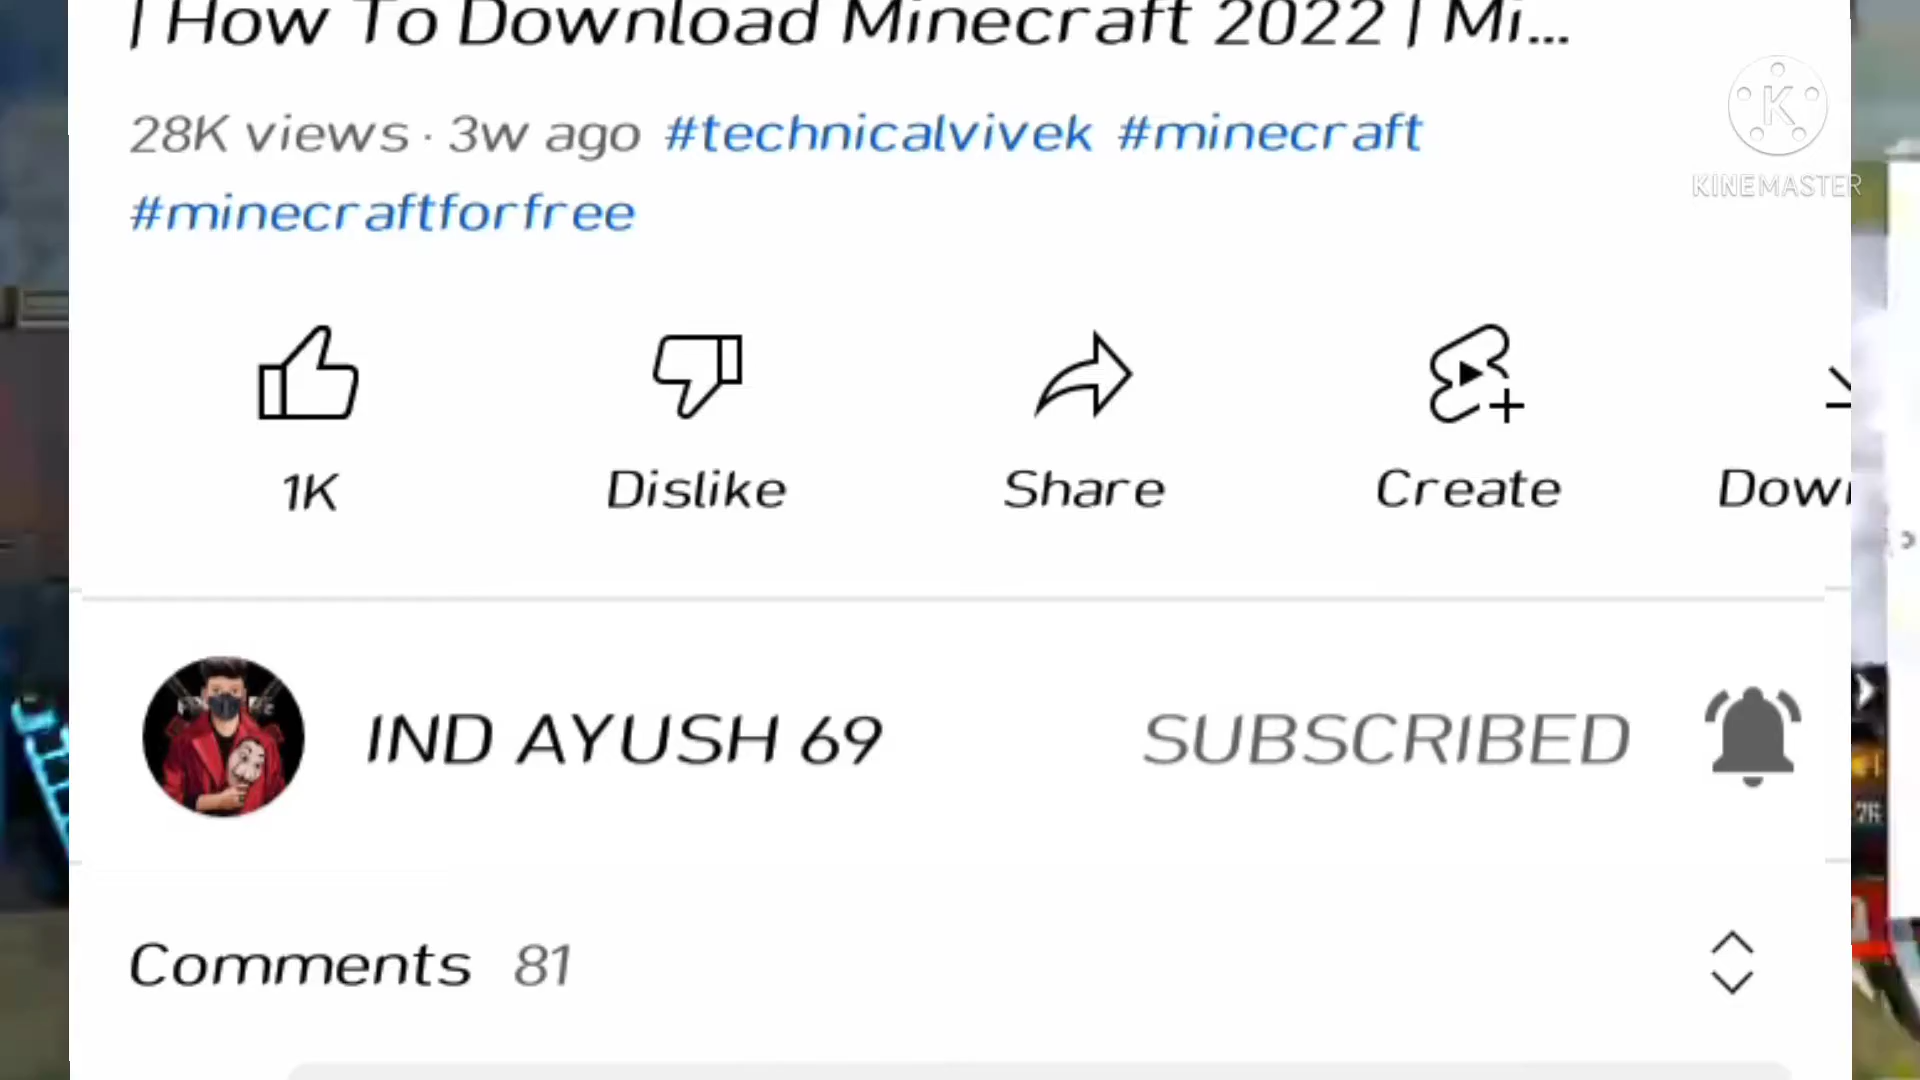 | How To Download Minecraft 2022 | Mi...
28K views · 3w ago #technicalvivek #minecraft
#minecraftforfree
KINEMASTER
1K
Dislike
Share
Create
Dow
IND AYUSH 69
SUBSCRIBED
Comments 81